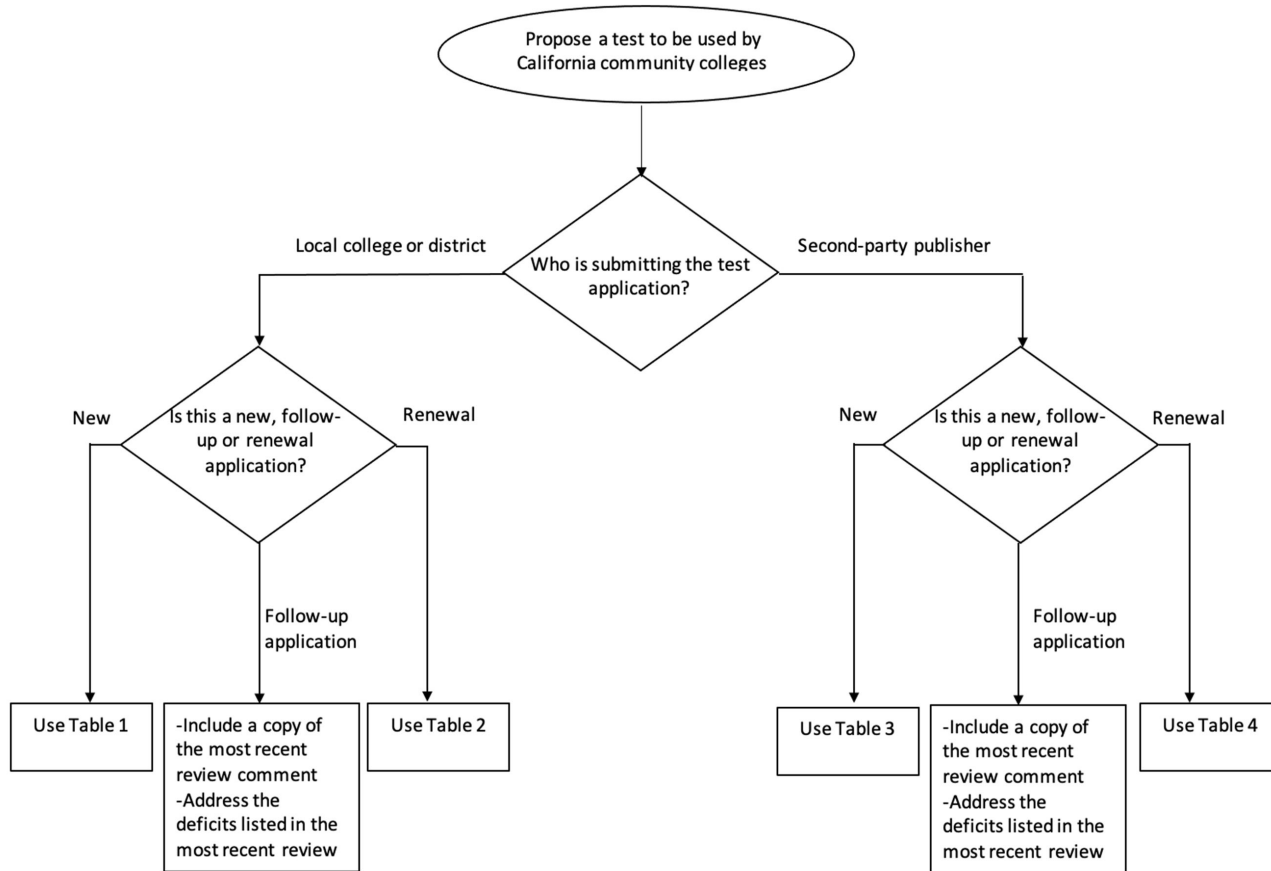 Propose a test to be used by
California community colleges
Local college or district
Second-party publisher
Who is submitting the test
application?
New
Is this a new, follow-
up or renewal
application?
Renewal
New
Is this a new, follow-
up or renewal
application?
Renewal
Follow-up
application
Follow-up
application
Use Table 1
-Include a copy of
the most recent
review comment
-Address the
deficits listed in the
most recent review
Use Table 2
Use Table 3
-Include a copy of
the most recent
review comment
-Address the
deficits listed in the
most recent review
Use Table 4